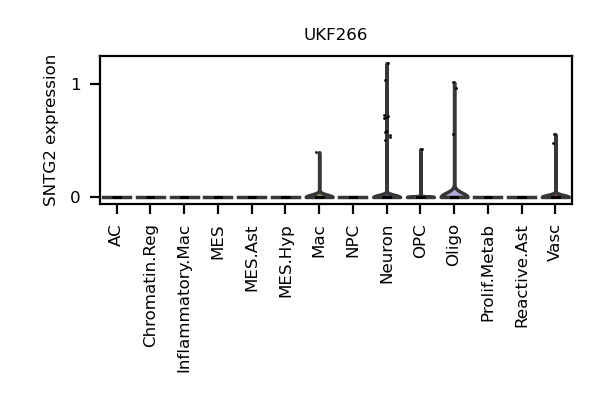 UKF266
SNTG2 expression
1
0
AC
Chromatin.Reg
Inflammatory.Mac
MES
MES.Ast
MES.Hyp
Mac
NPC
Neuron
OPC
Oligo
Prolif.Metab
Reactive.Ast
Vasc